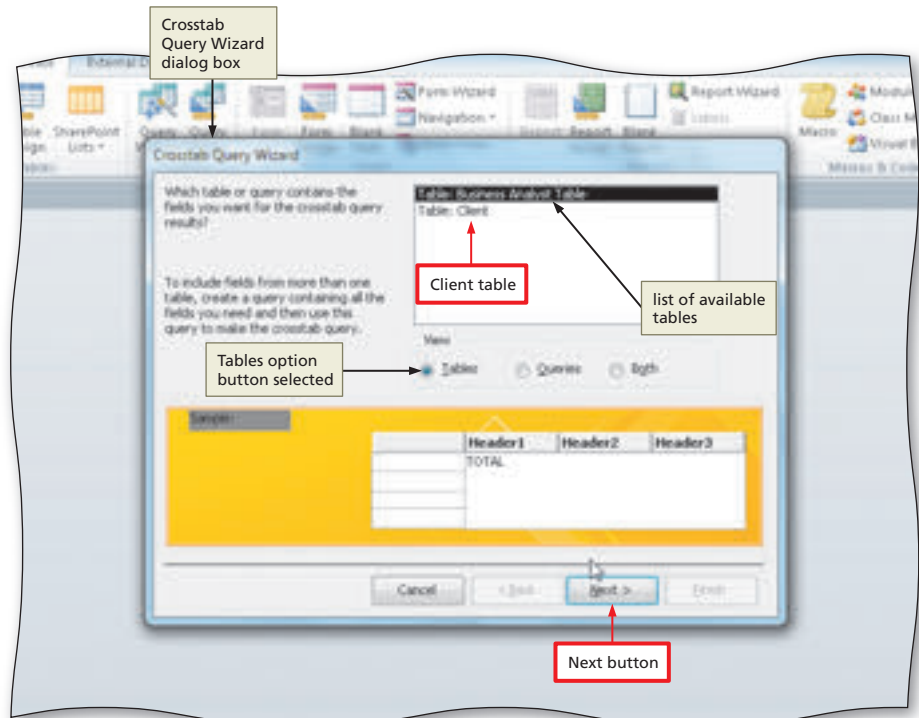 Crosstab
Query Wizard
dialog box
External D
SharePoint
Lists
Form Wizard
Navigation
Report Wizard
Labels
Macro
Modul
Class M
Visual B
Crosstab Query Wizard
Which table or query contains the
fields you want for the crosstab query
results?
To include fields from more than one
table, create a query containing all the
fields you need and then use this
query to make the crosstab query.
Table: Business Analyst Table
Table: Client
Client table
list of available
tables
View
Tables option
button selected
Tables
Queries
Both
Sample:
Header1
Header2
Header3
TOTAL
Cancel
< Back
Next >
Finish
Next button